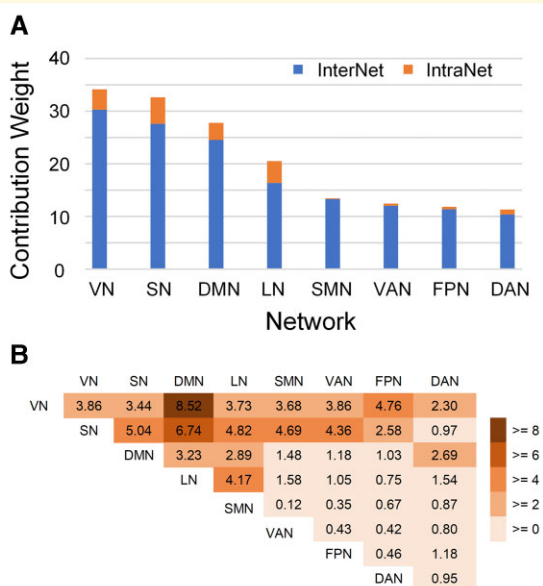 A
Contribution Weight
40
30
20
10
0
InterNet IntraNet
VN SN DMN LN SMN VAN FPN DAN
Network
B
VN SN DMN LN SMN VAN FPN DAN
VN 3.86 3.44 8.52 3.73 3.68 3.86 4.76 2.30
SN 5.04 6.74 4.82 4.69 4.36 2.58 0.97
DMN 3.23 2.89 1.48 1.18 1.03 2.69
LN 4.17 1.58 1.05 0.75 1.54
SMN 0.12 0.35 0.67 0.87
VAN 0.43 0.42 0.80
FPN 0.46 1.18
DAN 0.95
>= 8
>= 6
>= 4
>= 2
>= 0